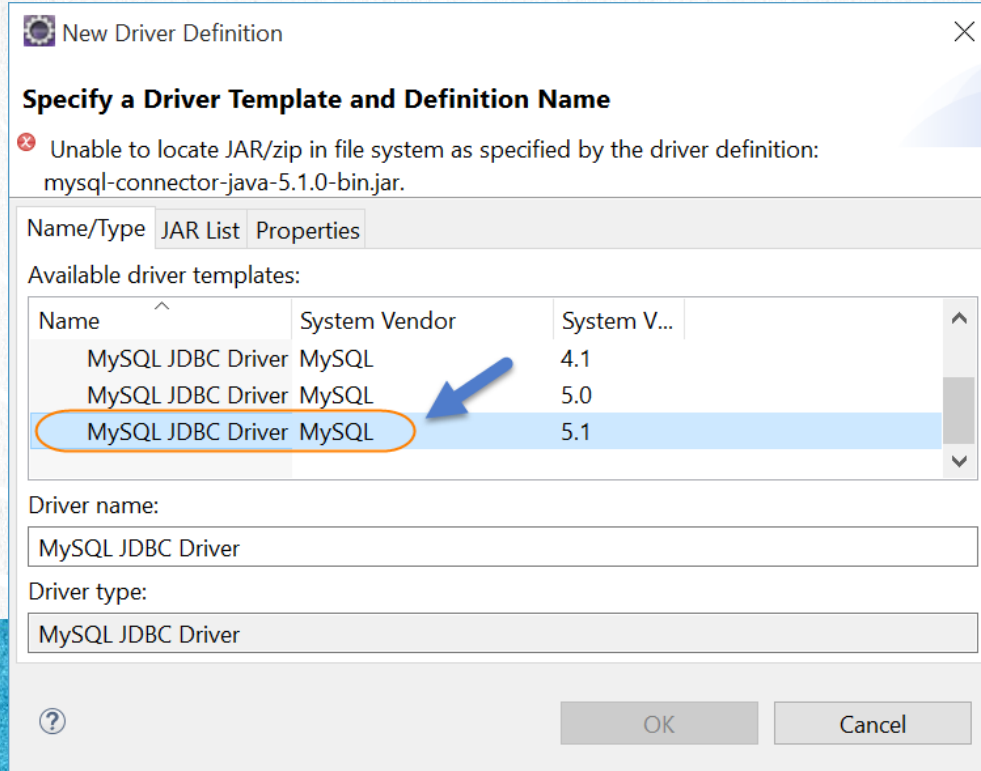 New Driver Definition
Specify a Driver Template and Definition Name
Unable to locate JAR/zip in file system as specified by the driver definition:
mysql-connector-java-5.1.0-bin.jar.
Name/Type JAR List Properties
Available driver templates:
Name System Vendor System V...
MySQL JDBC Driver MySQL 4.1
MySQL JDBC Driver MySQL 5.0
MySQL JDBC Driver MySQL 5.1
Driver name:
MySQL JDBC Driver
Driver type:
MySQL JDBC Driver
? OK Cancel